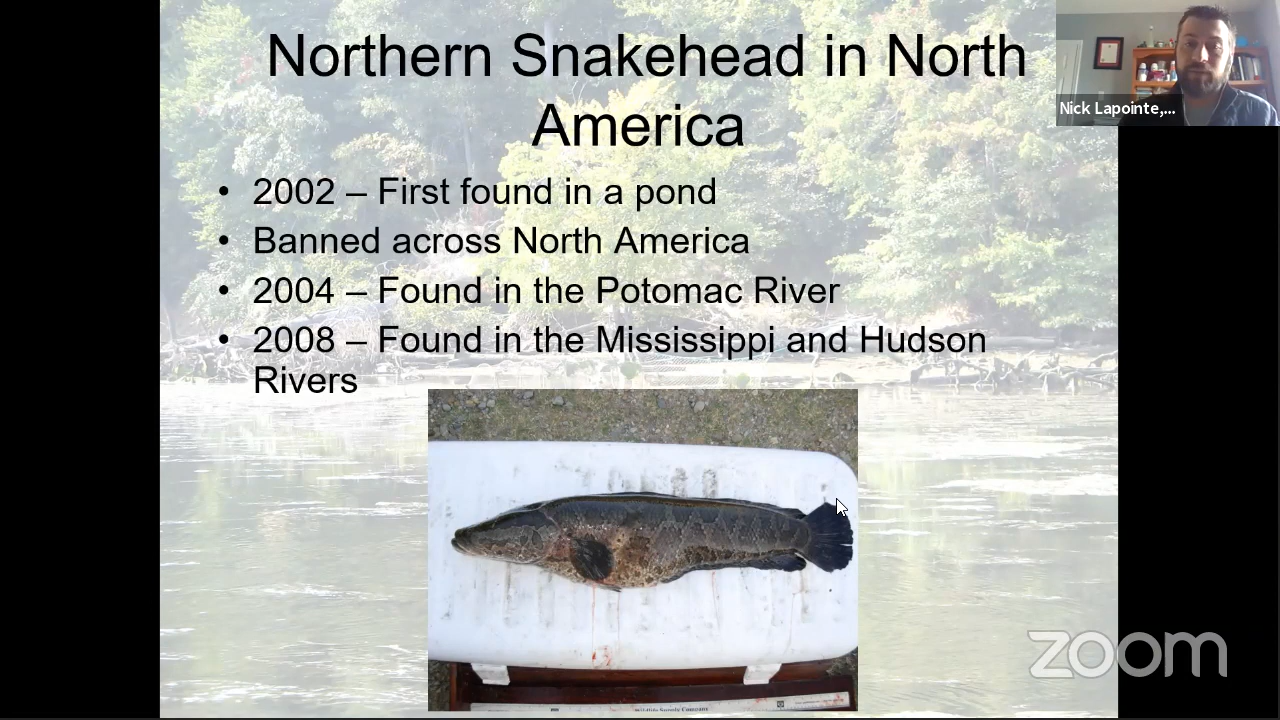 Northern Snakehead in North
America
Nick Lapointe,...
• 2002 – First found in a pond
• Banned across North America
• 2004 – Found in the Potomac River
• 2008 – Found in the Mississippi and Hudson
Rivers
zoom